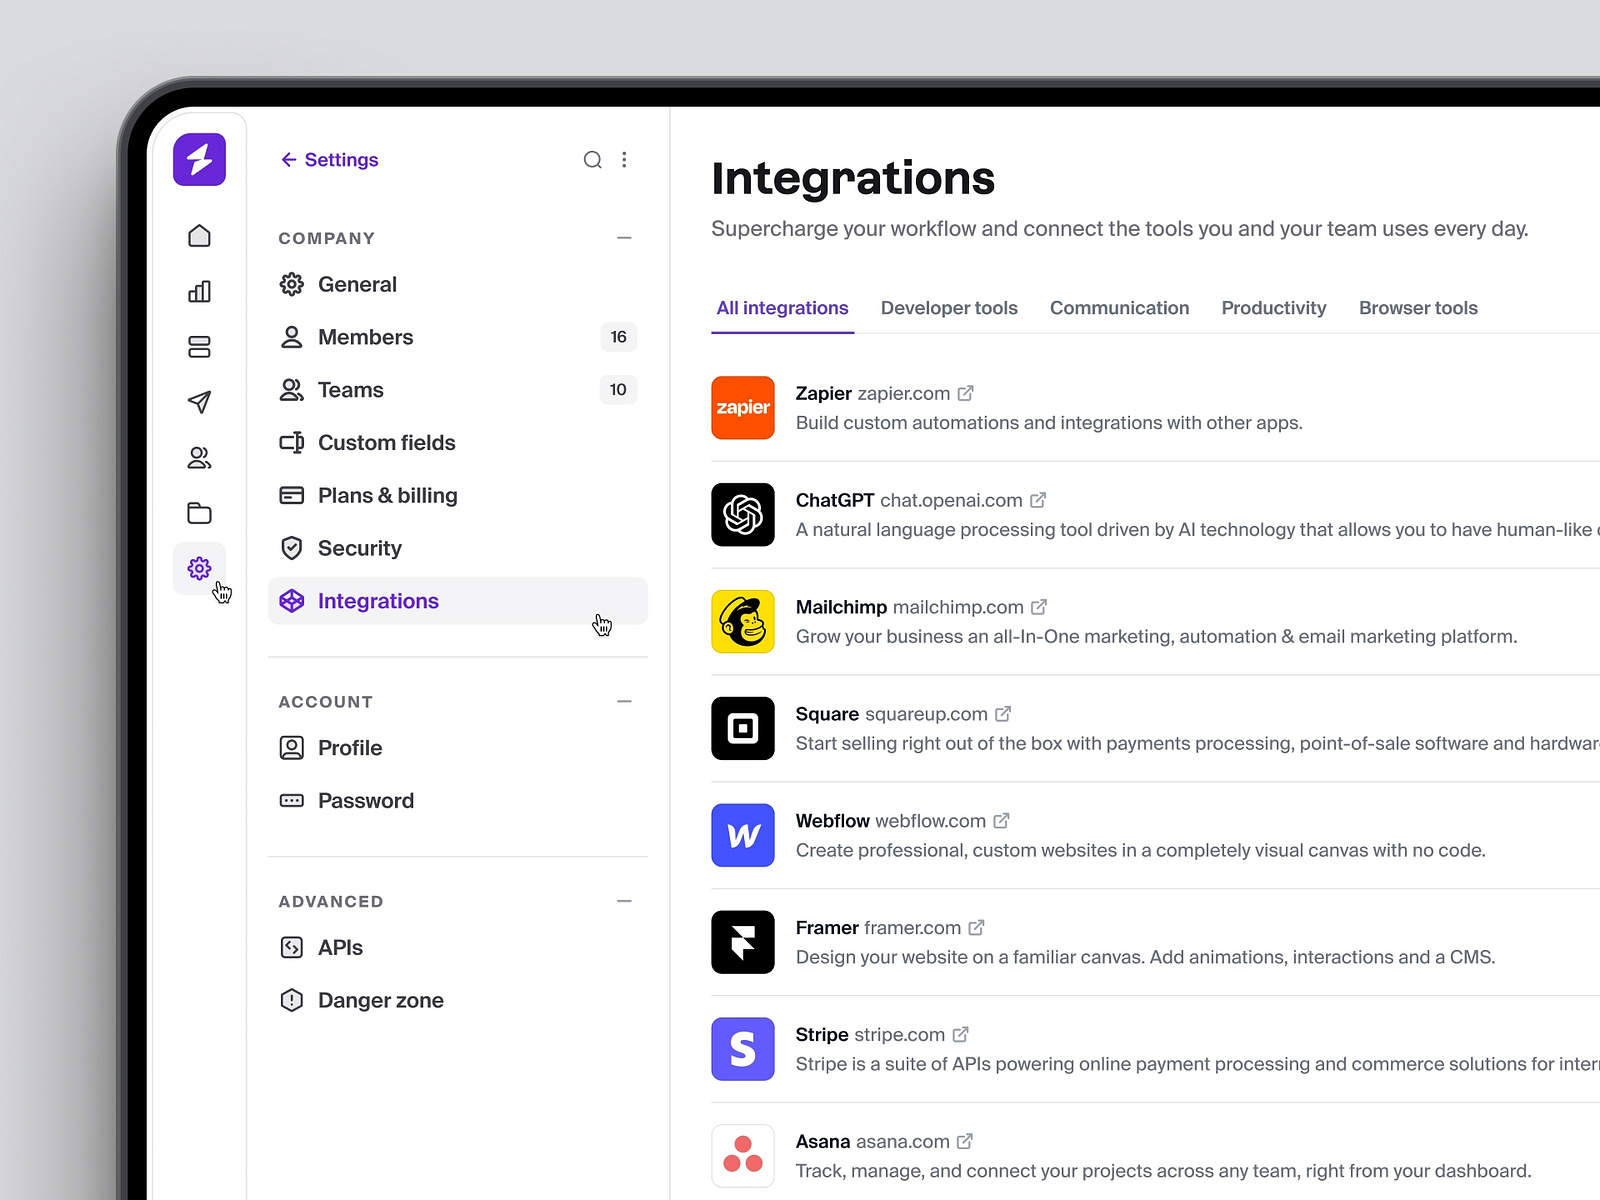 Settings
COMPANY
General
Members 16
Teams 10
Custom fields
Plans & billing
Security
Integrations
ACCOUNT
Profile
Password
ADVANCED
APIs
Danger zone
Integrations
Supercharge your workflow and connect the tools you and your team uses every day.
All integrations Developer tools Communication Productivity Browser tools
zapier
Zapier zapier.com
Build custom automations and integrations with other apps.
ChatGPT chat.openai.com
A natural language processing tool driven by AI technology that allows you to have human-like
Mailchimp mailchimp.com
Grow your business an all-In-One marketing, automation & email marketing platform.
Square squareup.com
Start selling right out of the box with payments processing, point-of-sale software and
Webflow webflow.com
Create professional, custom websites in a completely visual canvas with no code.
Framer framer.com
Design your website on a familiar canvas. Add animations, interactions and a CMS.
Stripe stripe.com
Stripe is a suite of APIs powering online payment processing and commerce solutions for
Asana asana.com
Track, manage, and connect your projects across any team, right from your dashboard.